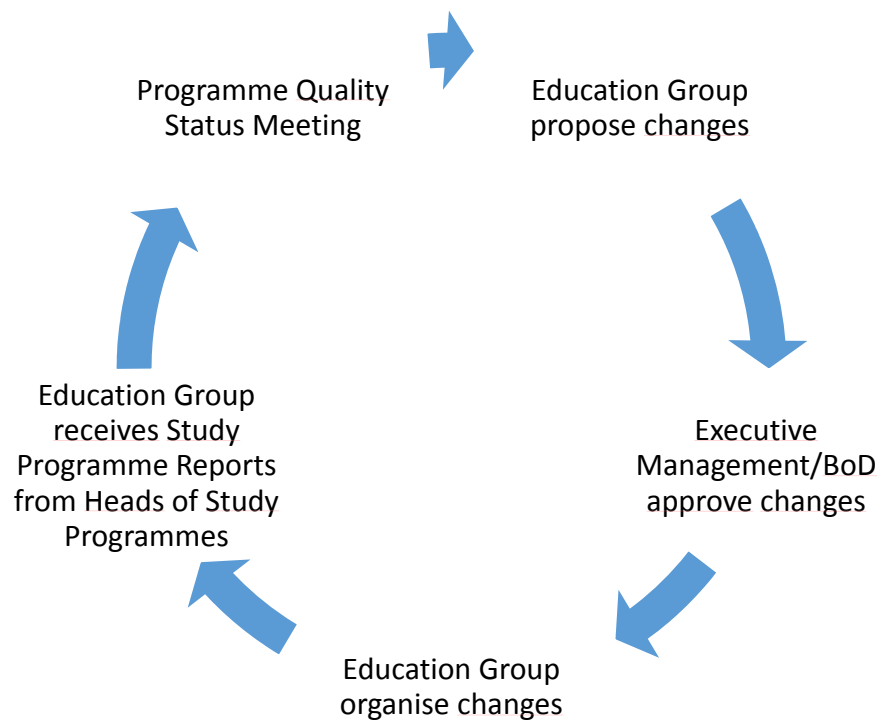 Programme Quality
Status Meeting
Education Group
propose changes
Executive
Management/BoD
approve changes
Education Group
organise changes
Education Group
receives Study
Programme Reports
from Heads of Study
Programmes